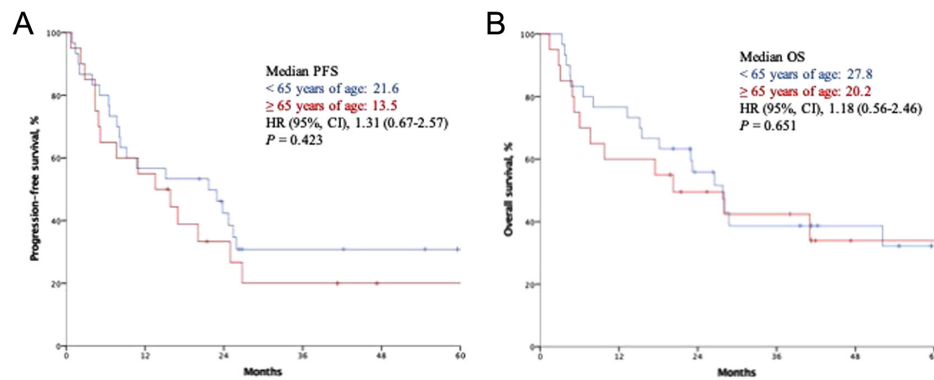 A
100
80
60
40
20
0
Progression-free survival, %
Median PFS
< 65 years of age: 21.6
≥ 65 years of age: 13.5
HR (95%, CI), 1.31 (0.67-2.57)
P = 0.423
0 12 24 36 48 60
Months
B
100
80
60
40
20
0
Overall survival, %
Median OS
< 65 years of age: 27.8
≥ 65 years of age: 20.2
HR (95%, CI), 1.18 (0.56-2.46)
P = 0.651
0 12 24 36 48
Months